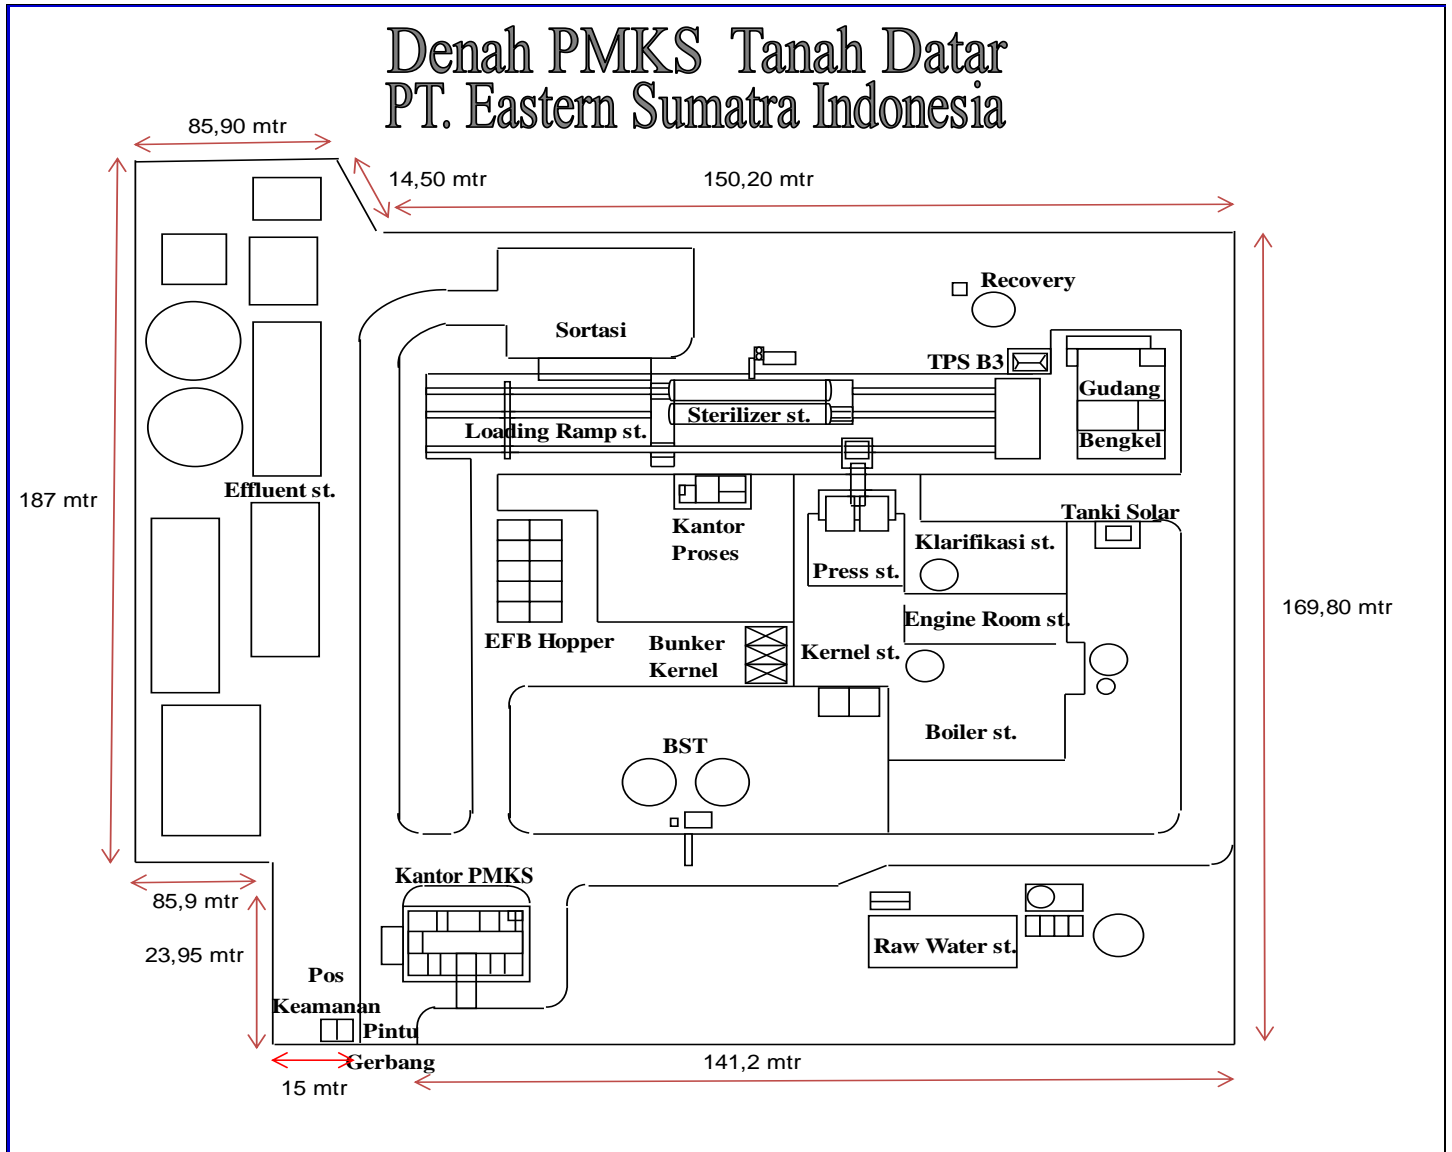 Denah PMKS Tanah Datar
PT. Eastern Sumatra Indonesia
85,90 mtr
14,50 mtr
150,20 mtr
Recovery
Sortasi
TPS B3
Gudang
Sterilizer st.
Loading Ramp st.
Bengkel
Effluent st.
187 mtr
Tanki Solar
Kantor
Proses
Klarifikasi st.
Press st.
169,80 mtr
Engine Room st.
EFB Hopper
Bunker
Kernel
Kernel st.
Boiler st.
BST
Kantor PMKS
85,9 mtr
23,95 mtr
Raw Water st.
Pos
Keamanan
Pintu
Gerbang
141,2 mtr
15 mtr